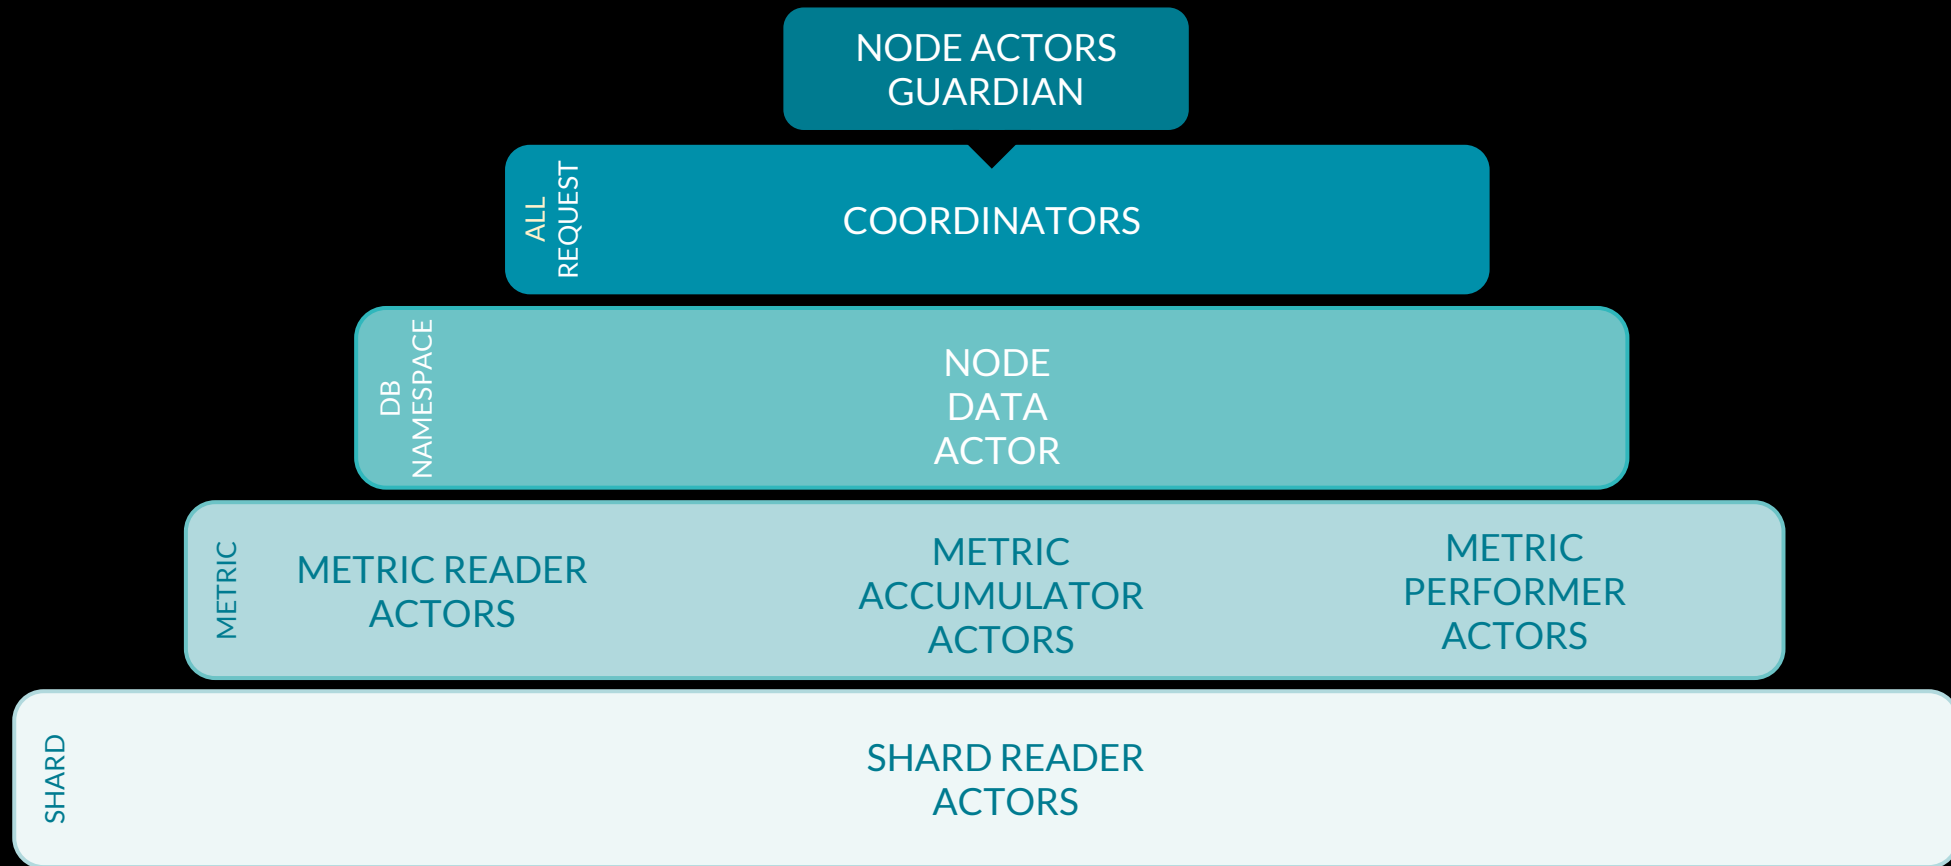 NODE ACTORS
GUARDIAN
ALL
REQUEST
COORDINATORS
DB
NAMESPACE
NODE
DATA
ACTOR
METRIC
METRIC READER
ACTORS
METRIC
ACCUMULATOR
ACTORS
METRIC
PERFORMER
ACTORS
SHARD
SHARD READER
ACTORS